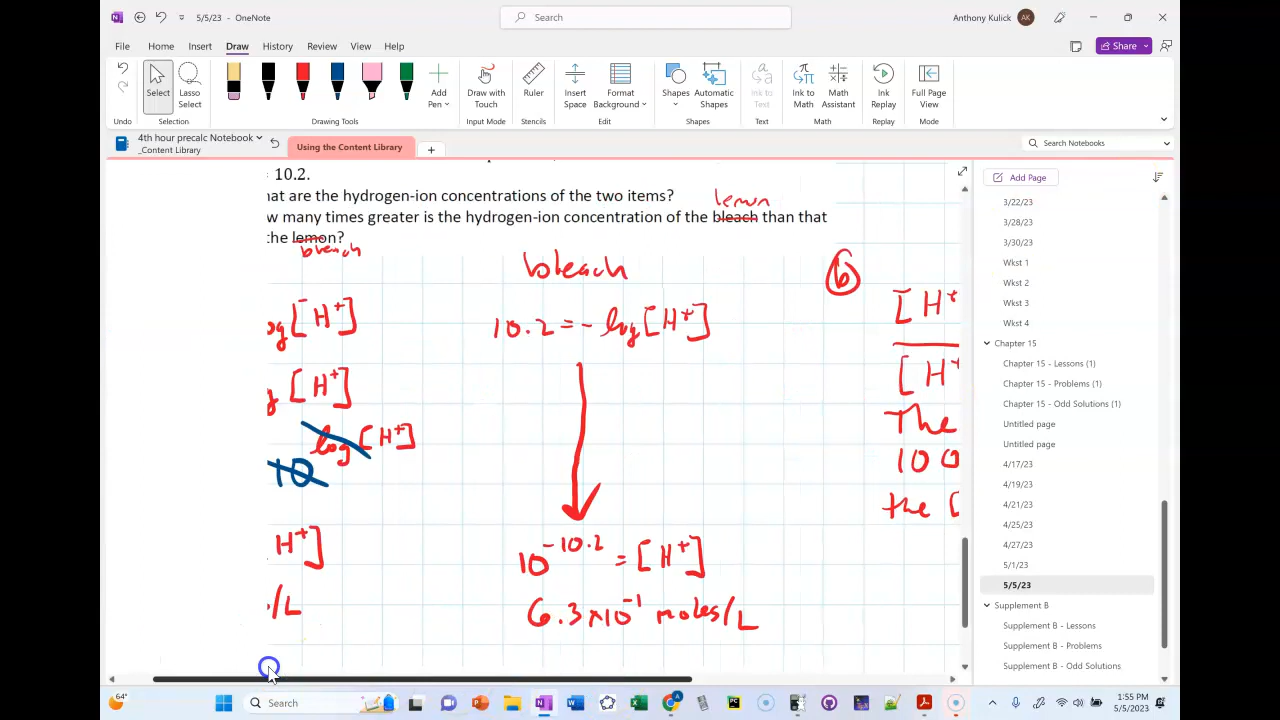 5/5/23 - OneNote
Search
Anthony Kulick AK
File Home Insert Draw History Review View Help
Share
Undo
Select
Lasso Select
Selection
Add Pen
Drawing Tools
Draw with Touch
Input Mode
Ruler
Stencils
Insert Space
Format Background
Edit
Shapes
Automatic Shapes
Shapes
Ink to Text
Text
Ink to Math
Math Assistant
Math
Ink Replay
Replay
Full Page View
Mode
4th hour precalc Notebook
_Content Library
Using the Content Library
Search Notebooks
: 10.2.
hat are the hydrogen-ion concentrations of the two items?
lemon
w many times greater is the hydrogen-ion concentration of the bleach than that
the lemon?
bleach
og[H⁺]
[H⁺]
log[H⁺]
10
H⁺]
/L
bleach
10.2 = -log[H⁺]
10^-10.2 = [H⁺]
6.3×10^-1 moles/L
b
[H⁺
[H⁺
The
100
the [
Add Page
3/22/23
3/28/23
3/30/23
Wkst 1
Wkst 2
Wkst 3
Wkst 4
Chapter 15
Chapter 15 - Lessons (1)
Chapter 15 - Problems (1)
Chapter 15 - Odd Solutions (1)
Untitled page
Untitled page
4/17/23
4/19/23
4/21/23
4/25/23
4/27/23
5/1/23
5/5/23
Supplement B
Supplement B - Lessons
Supplement B - Problems
Supplement B - Odd Solutions
64°
Search
1:55 PM
5/5/2023